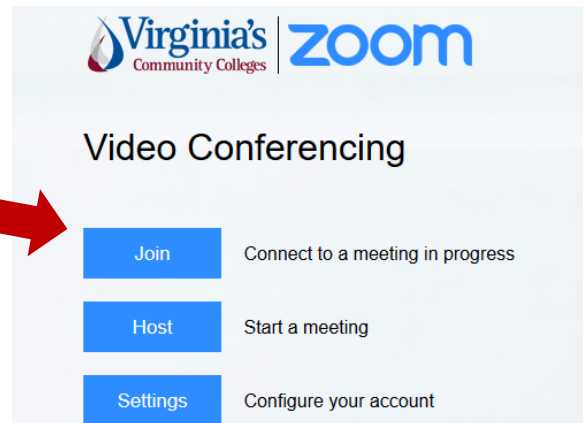 Virginia's
Community Colleges
zoom
Video Conferencing
Join Connect to a meeting in progress
Host Start a meeting
Settings Configure your account